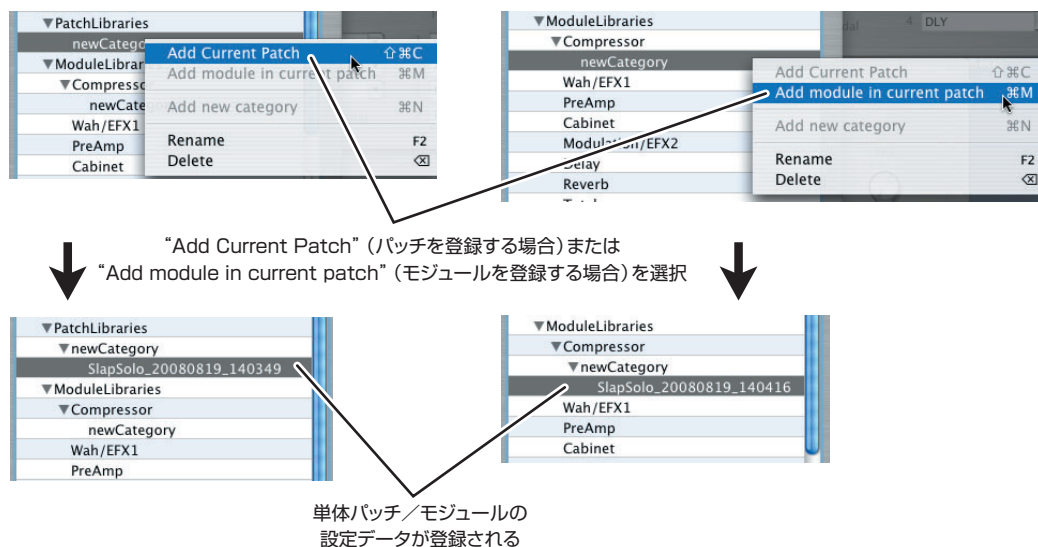 ▼PatchLibraries
newCatego
▼ModuleLibrar
▼Compresso
newCate
Wah/EFX1
PreAmp
Cabinet
Add Current Patch ⇧⌘C
Add module in current patch ⌘M
Add new category ⌘N
Rename F2
Delete ⌫
▼ModuleLibraries
▼Compressor
newCategory
Wah/EFX1
PreAmp
Cabinet
Modulation/EFX2
Delay
Reverb
4 DLY
Add Current Patch ⇧⌘C
Add module in current patch ⌘M
Add new category ⌘N
Rename F2
Delete ⌫
“Add Current Patch”（パッチを登録する場合）または
“Add module in current patch”（モジュールを登録する場合）を選択
▼PatchLibraries
▼newCategory
SlapSolo_20080819_140349
▼ModuleLibraries
▼Compressor
newCategory
Wah/EFX1
PreAmp
▼ModuleLibraries
▼Compressor
▼newCategory
SlapSolo_20080819_140416
Wah/EFX1
PreAmp
Cabinet
単体パッチ／モジュールの
設定データが登録される